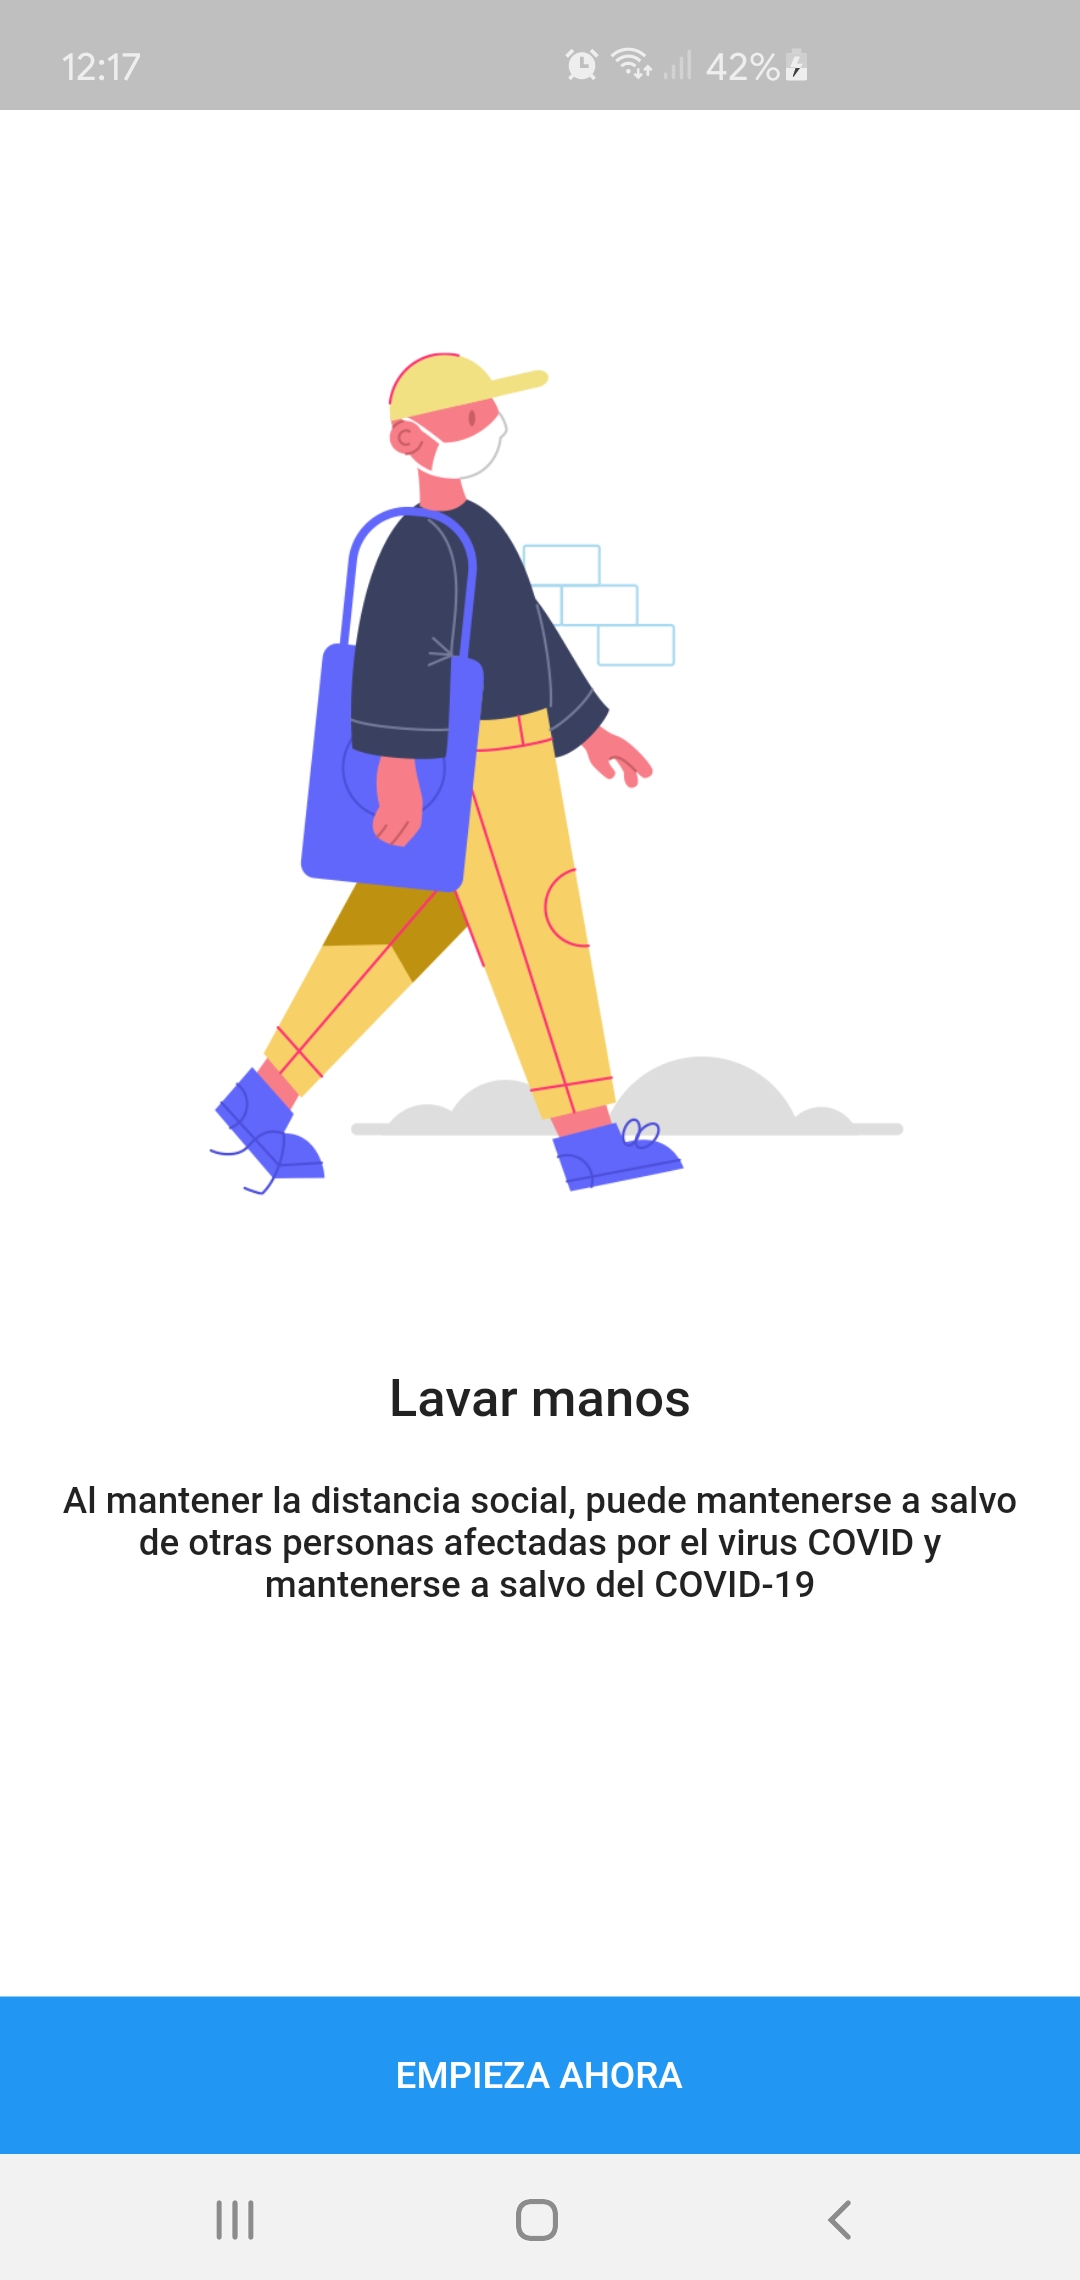 12:17
42%
Lavar manos
Al mantener la distancia social, puede mantenerse a salvo
de otras personas afectadas por el virus COVID y
mantenerse a salvo del COVID-19
EMPIEZA AHORA